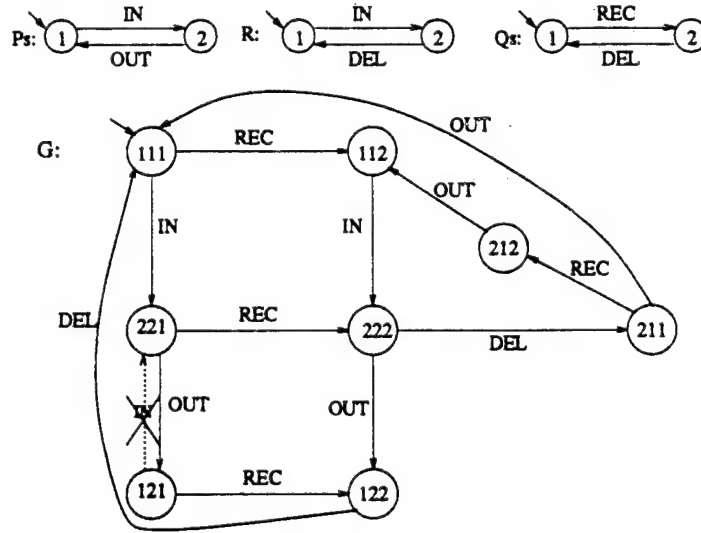 IN IN REC
Ps: 1 2 R: 1 2 Qs: 1 2
OUT DEL DEL
OUT
G: 111 REC 112
OUT
IN IN 212
REC
DEL 221 REC 222 DEL 211
IN OUT OUT
121 REC 122